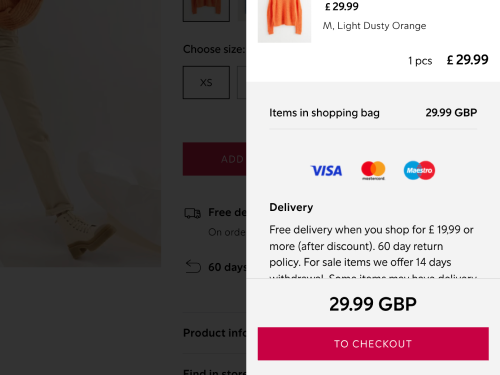 £ 29.99
M, Light Dusty Orange
1 pcs £ 29.99
Items in shopping bag 29.99 GBP
VISA mastercard Maestro
Delivery
Free delivery when you shop for £ 19,99 or
more (after discount). 60 day return
policy. For sale items we offer 14 days
withdrawal. Some items may have delivery
29.99 GBP
TO CHECKOUT
Choose size:
XS
ADD
Free de
On orde
60 days
Product info
Find in store